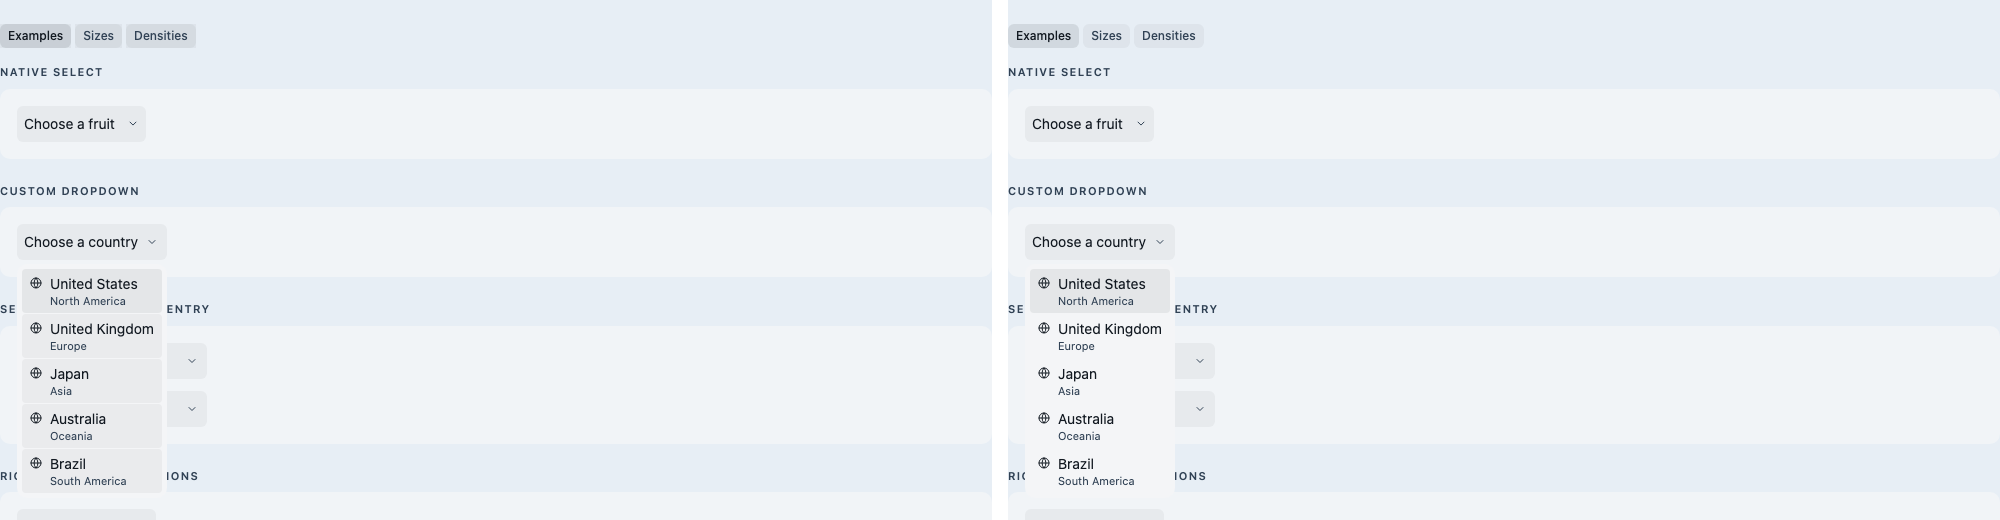 Examples Sizes Densities
NATIVE SELECT
Choose a fruit
CUSTOM DROPDOWN
Choose a country
United States
North America
SE ENTRY
United Kingdom
Europe
Japan
Asia
Australia
Oceania
Brazil
RIC IONS
South America
Examples Sizes Densities
NATIVE SELECT
Choose a fruit
CUSTOM DROPDOWN
Choose a country
United States
North America
SE ENTRY
United Kingdom
Europe
Japan
Asia
Australia
Oceania
Brazil
RIC IONS
South America